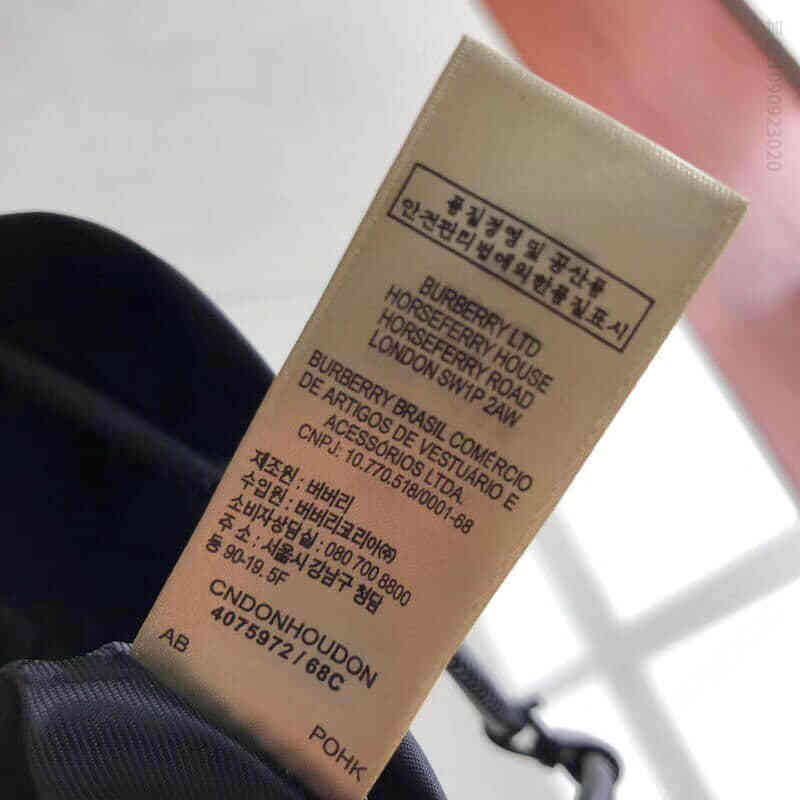 품질경영 및 공산품
안전관리법에 의한 품질표시
BURBERRY LTD
HORSEFERRY HOUSE
HORSEFERRY ROAD
LONDON SW1P 2AW
BURBERRY BRASIL COMÉRCIO
DE ARTIGOS DE VESTUÁRIO E
ACESSÓRIOS LTDA.
CNPJ: 10.770.518/0001-68
제조원 : 버버리
수입원 : 버버리코리아㈜
소비자상담실 : 080 700 8800
주 소 : 서울시 강남구 청담
동 90-19. 5F
CNDONHOUDON
4075972 / 68C
AB
POHK